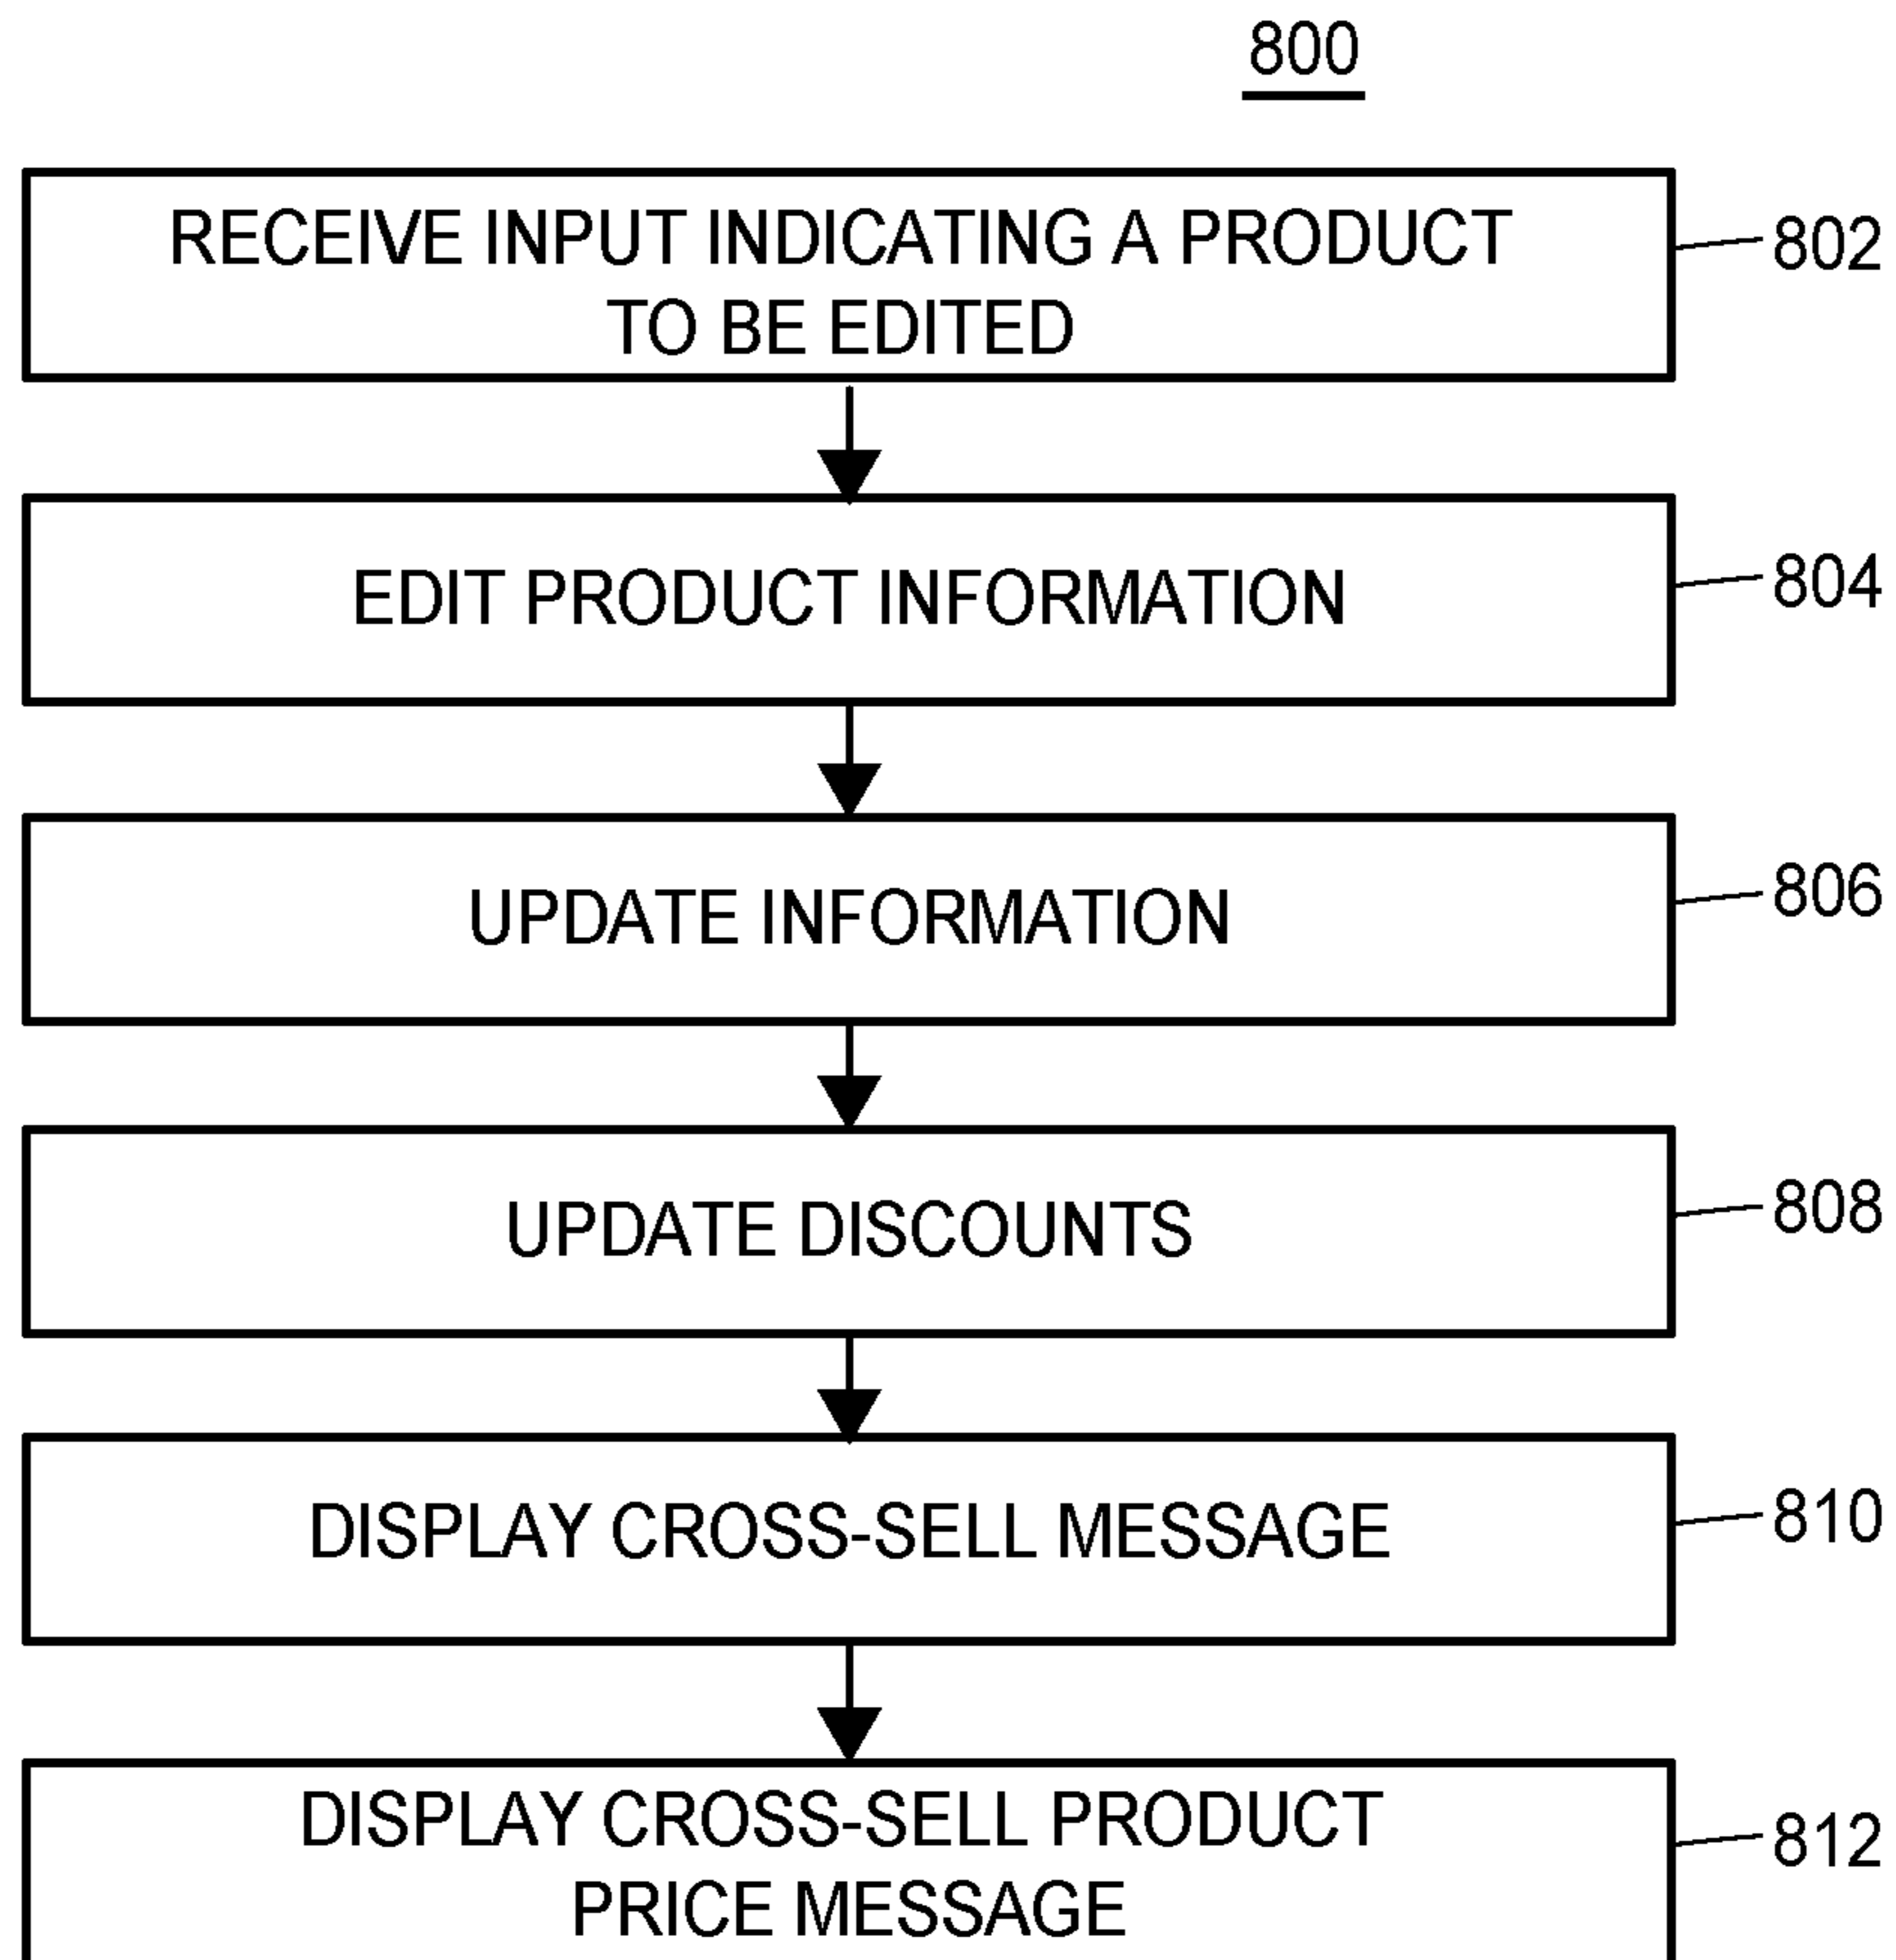 800
RECEIVE INPUT INDICATING A PRODUCT
TO BE EDITED
802
EDIT PRODUCT INFORMATION
804
UPDATE INFORMATION
806
UPDATE DISCOUNTS
808
DISPLAY CROSS-SELL MESSAGE
810
DISPLAY CROSS-SELL PRODUCT
PRICE MESSAGE
812